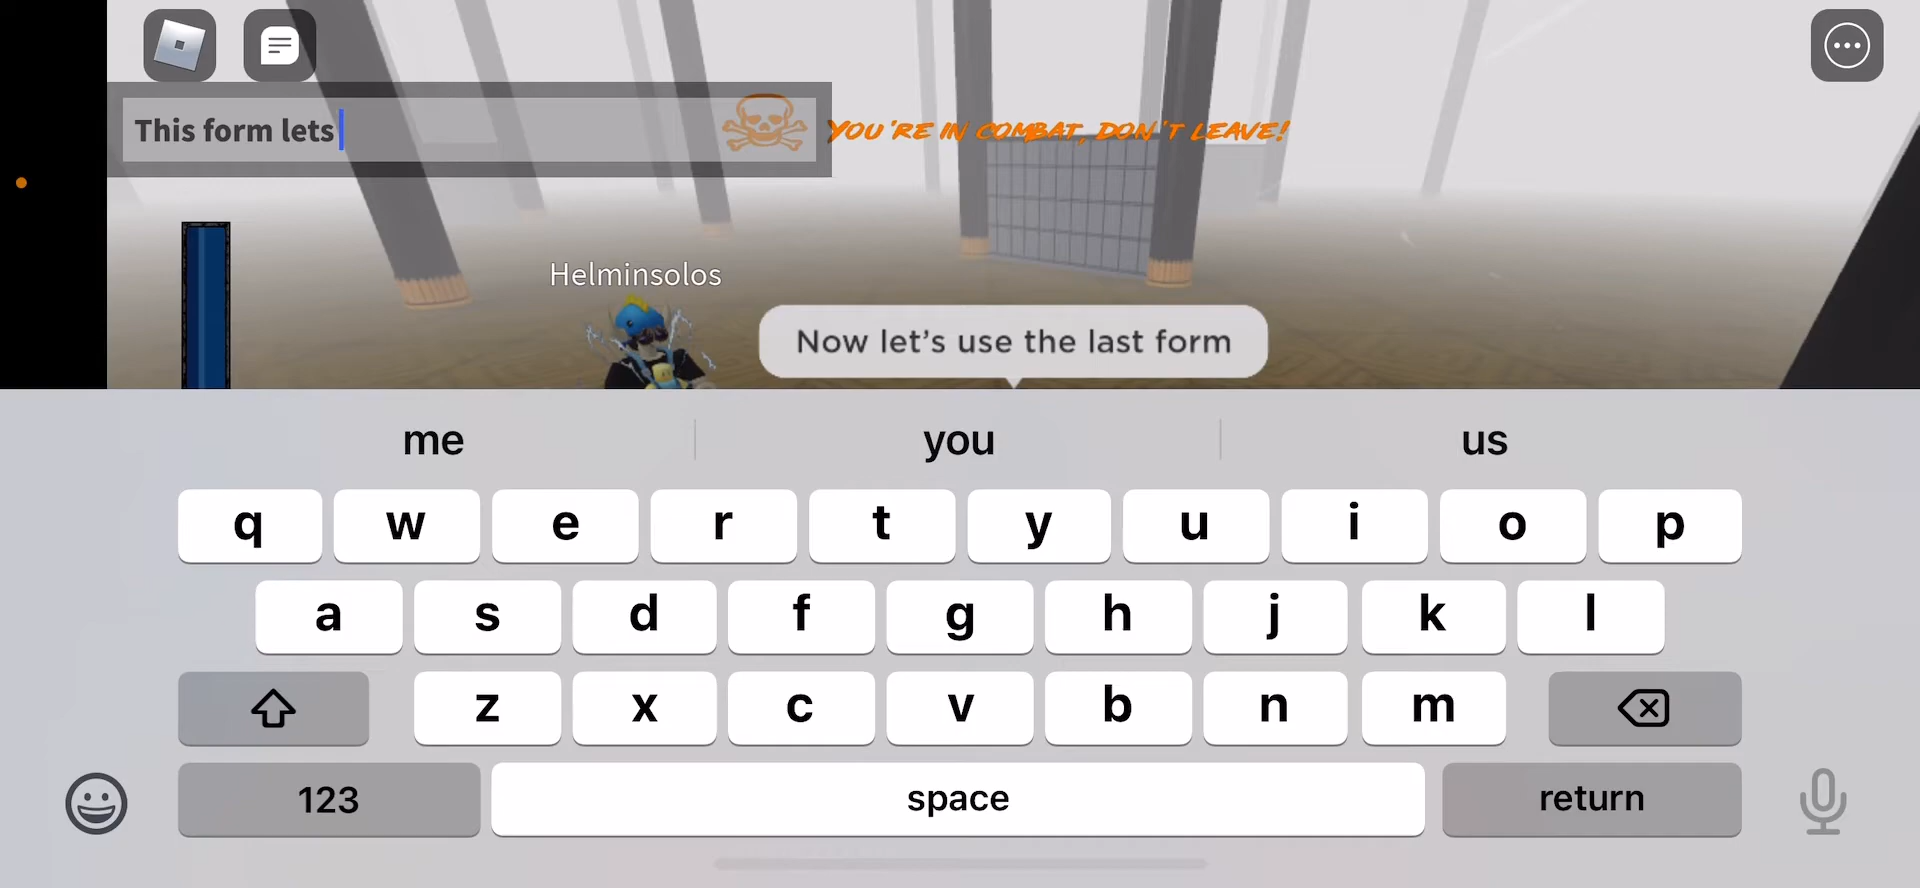 This form lets
YOU'RE IN COMBAT, DON'T LEAVE!
Helminsolos
Now let's use the last form
me you us
q w e r t y u i o p
a s d f g h j k l
z x c v b n m
123 space return